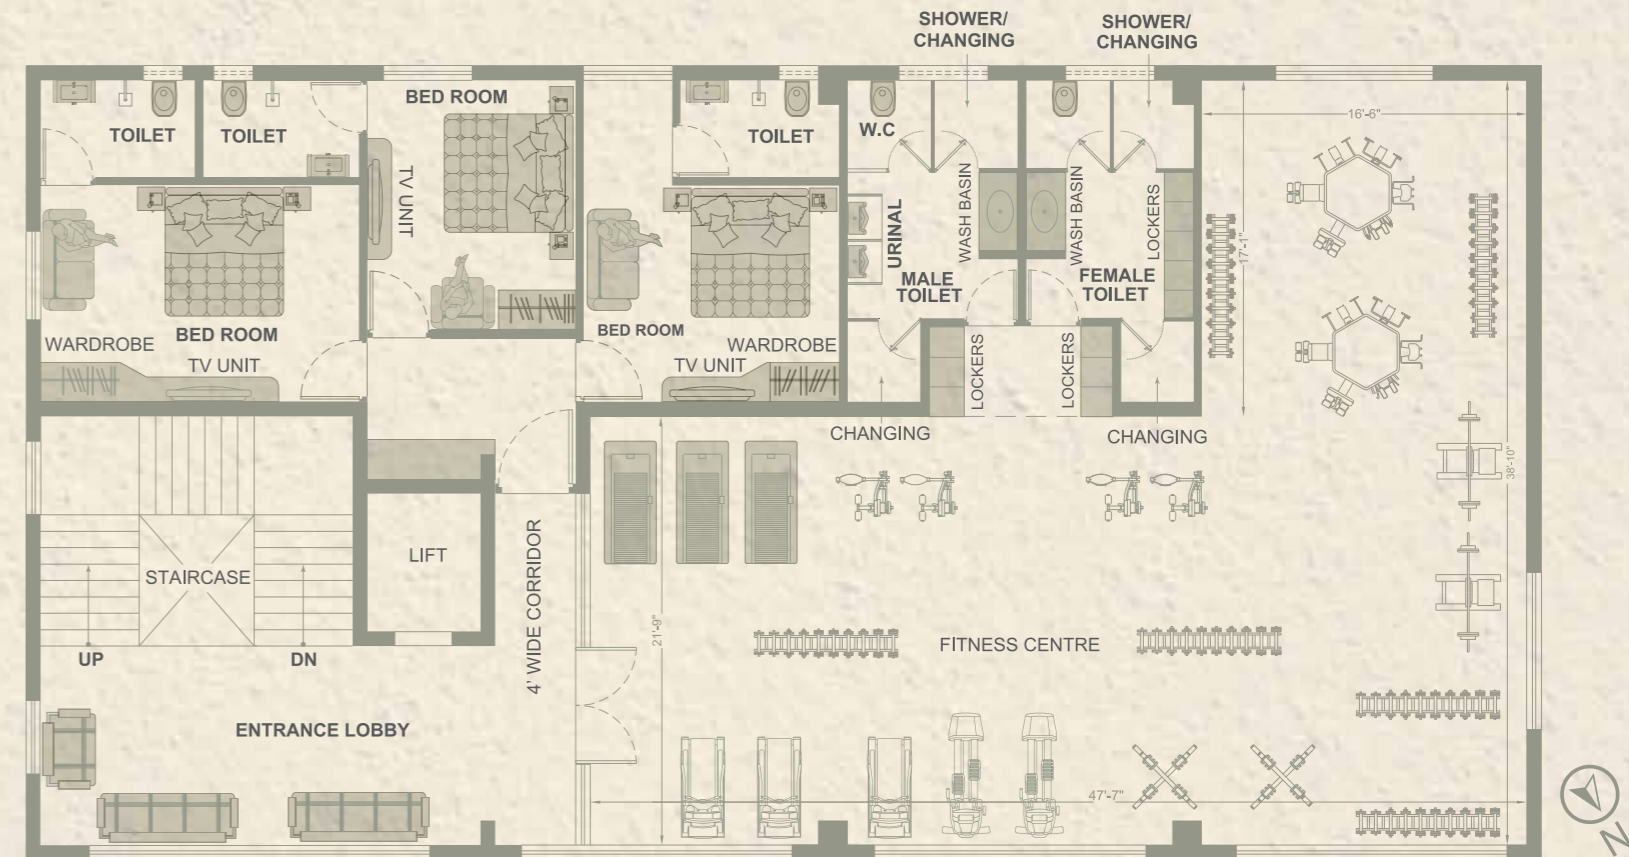 SHOWER/
CHANGING
SHOWER/
CHANGING
TOILET
TOILET
BED ROOM
TOILET
W.C
16'-6"
TV UNIT
WASH BASIN
WASH BASIN
LOCKERS
URINAL
17'-1"
MALE
TOILET
FEMALE
TOILET
BED ROOM
WARDROBE
TV UNIT
BED ROOM
WARDROBE
TV UNIT
LOCKERS
LOCKERS
CHANGING
CHANGING
38'-10"
STAIRCASE
LIFT
4' WIDE CORRIDOR
21'-9"
FITNESS CENTRE
UP
DN
ENTRANCE LOBBY
47'-7"
N